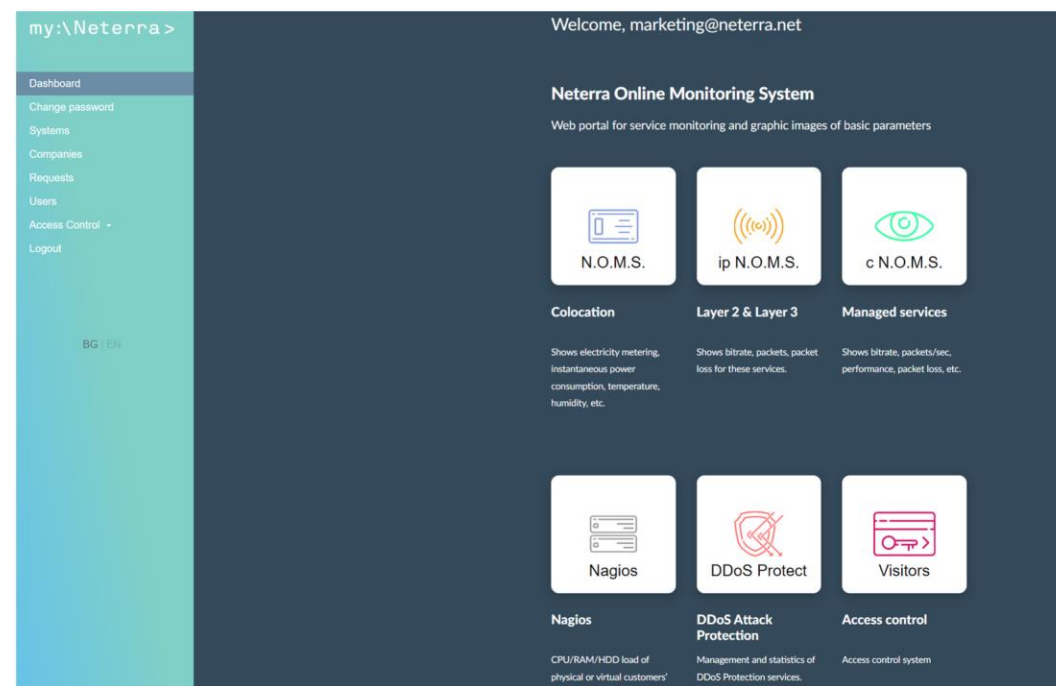 my:\Neterra>
Dashboard
Change password
Systems
Companies
Requests
Users
Access Control
Logout
BG | EN
Welcome, marketing@neterra.net
Neterra Online Monitoring System
Web portal for service monitoring and graphic images of basic parameters
N.O.M.S.
Colocation
Shows electricity metering,
instantaneous power
consumption, temperature,
humidity, etc.
ip N.O.M.S.
Layer 2 & Layer 3
Shows bitrate, packets, packet
loss for these services.
c N.O.M.S.
Managed services
Shows bitrate, packets/sec,
performance, packet loss, etc.
Nagios
Nagios
CPU/RAM/HDD load of
physical or virtual customers'
DDoS Protect
DDoS Attack
Protection
Management and statistics of
DDoS Protection services.
Visitors
Access control
Access control system